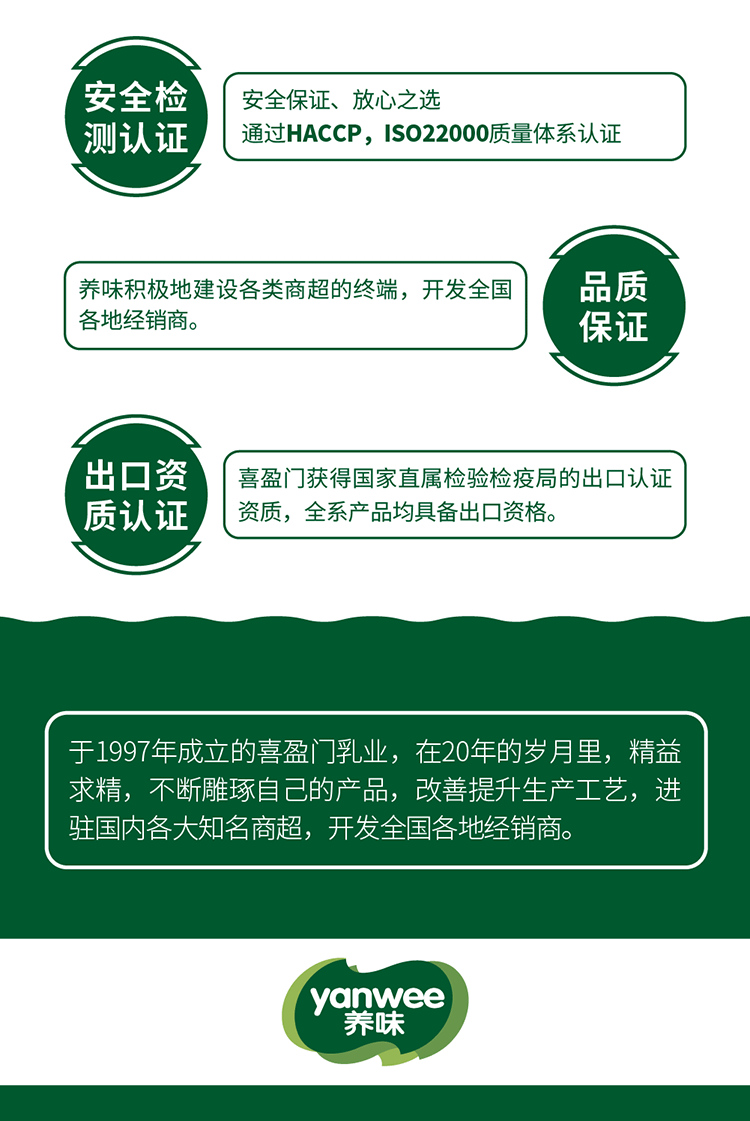 安全检
测认证
安全保证、放心之选
通过HACCP，ISO22000质量体系认证
养味积极地建设各类商超的终端，开发全国
各地经销商。
品质
保证
出口资
质认证
喜盈门获得国家直属检验检疫局的出口认证
资质，全系产品均具备出口资格。
于1997年成立的喜盈门乳业，在20年的岁月里，精益
求精，不断雕琢自己的产品，改善提升生产工艺，进
驻国内各大知名商超，开发全国各地经销商。
yanwee
养味